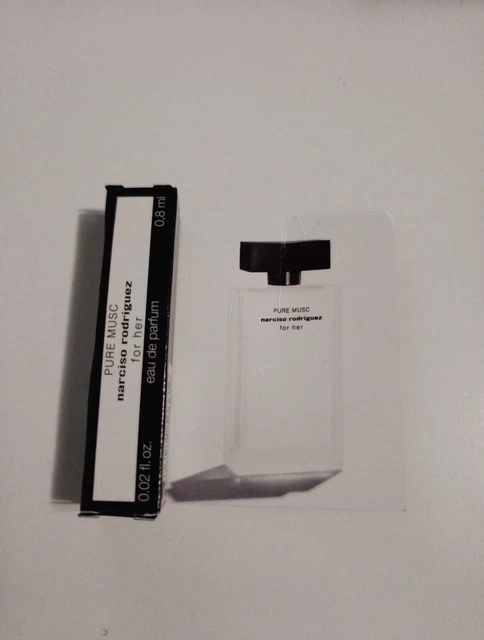 PURE MUSC
narciso rodriguez
for her
eau de parfum
0.02 fl. oz.
0,8 ml
PURE MUSC
narciso rodriguez
for her